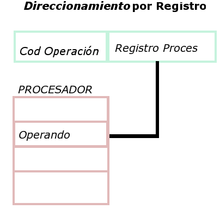 Direccionamiento por Registro
Cod Operación
Registro Proces
PROCESADOR
Operando